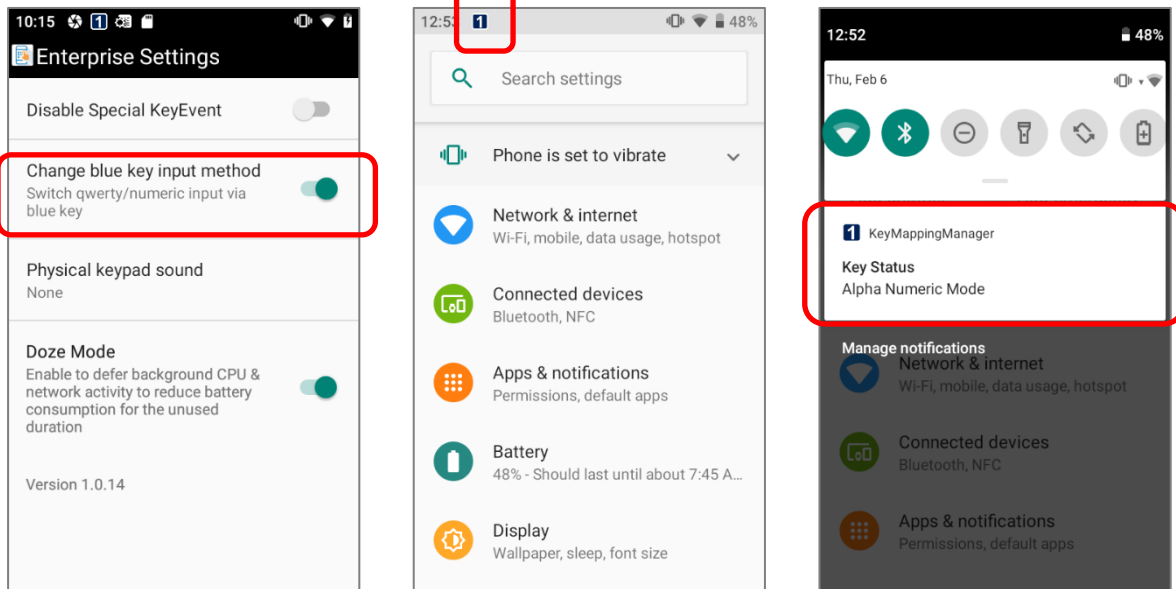 10:15 1
Enterprise Settings
Disable Special KeyEvent
Change blue key input method
Switch qwerty/numeric input via
blue key
Physical keypad sound
None
Doze Mode
Enable to defer background CPU &
network activity to reduce battery
consumption for the unused
duration
Version 1.0.14
12:53 1 48%
Search settings
Phone is set to vibrate
Network & internet
Wi-Fi, mobile, data usage, hotspot
Connected devices
Bluetooth, NFC
Apps & notifications
Permissions, default apps
Battery
48% - Should last until about 7:45 A...
Display
Wallpaper, sleep, font size
12:52 48%
Thu, Feb 6
1 KeyMappingManager
Key Status
Alpha Numeric Mode
Manage notifications
Network & internet
Wi-Fi, mobile, data usage, hotspot
Connected devices
Bluetooth, NFC
Apps & notifications
Permissions, default apps